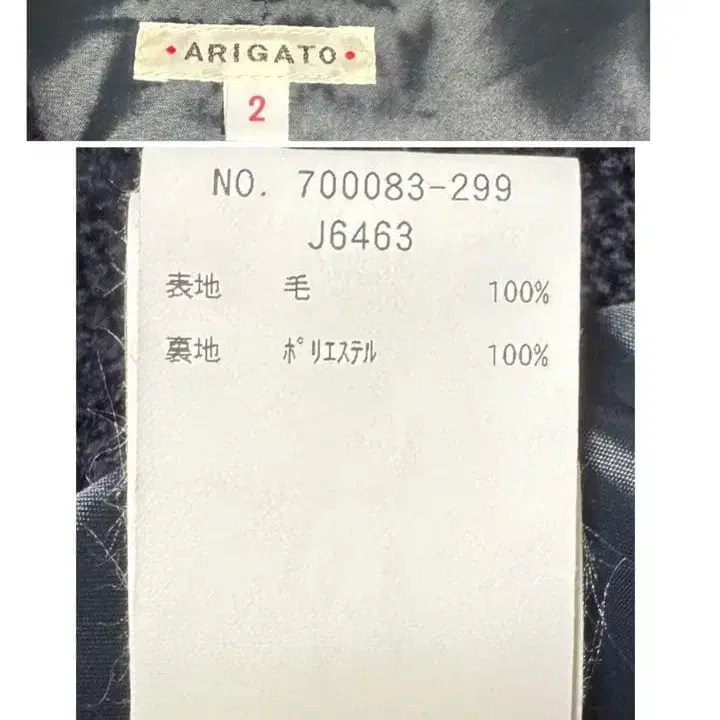 •ARIGATO•
2
NO. 700083-299
J6463
表地 毛 100%
裏地 ﾎﾟﾘｴｽﾃﾙ 100%